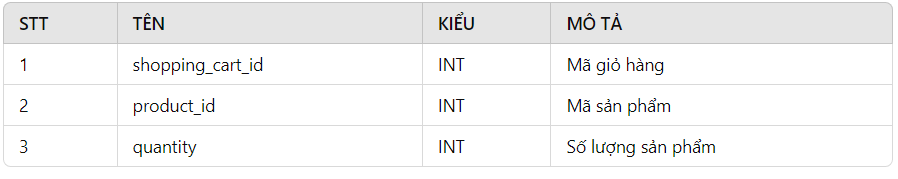 STT TÊN KIỂU MÔ TẢ
1 shopping_cart_id INT Mã giỏ hàng
2 product_id INT Mã sản phẩm
3 quantity INT Số lượng sản phẩm